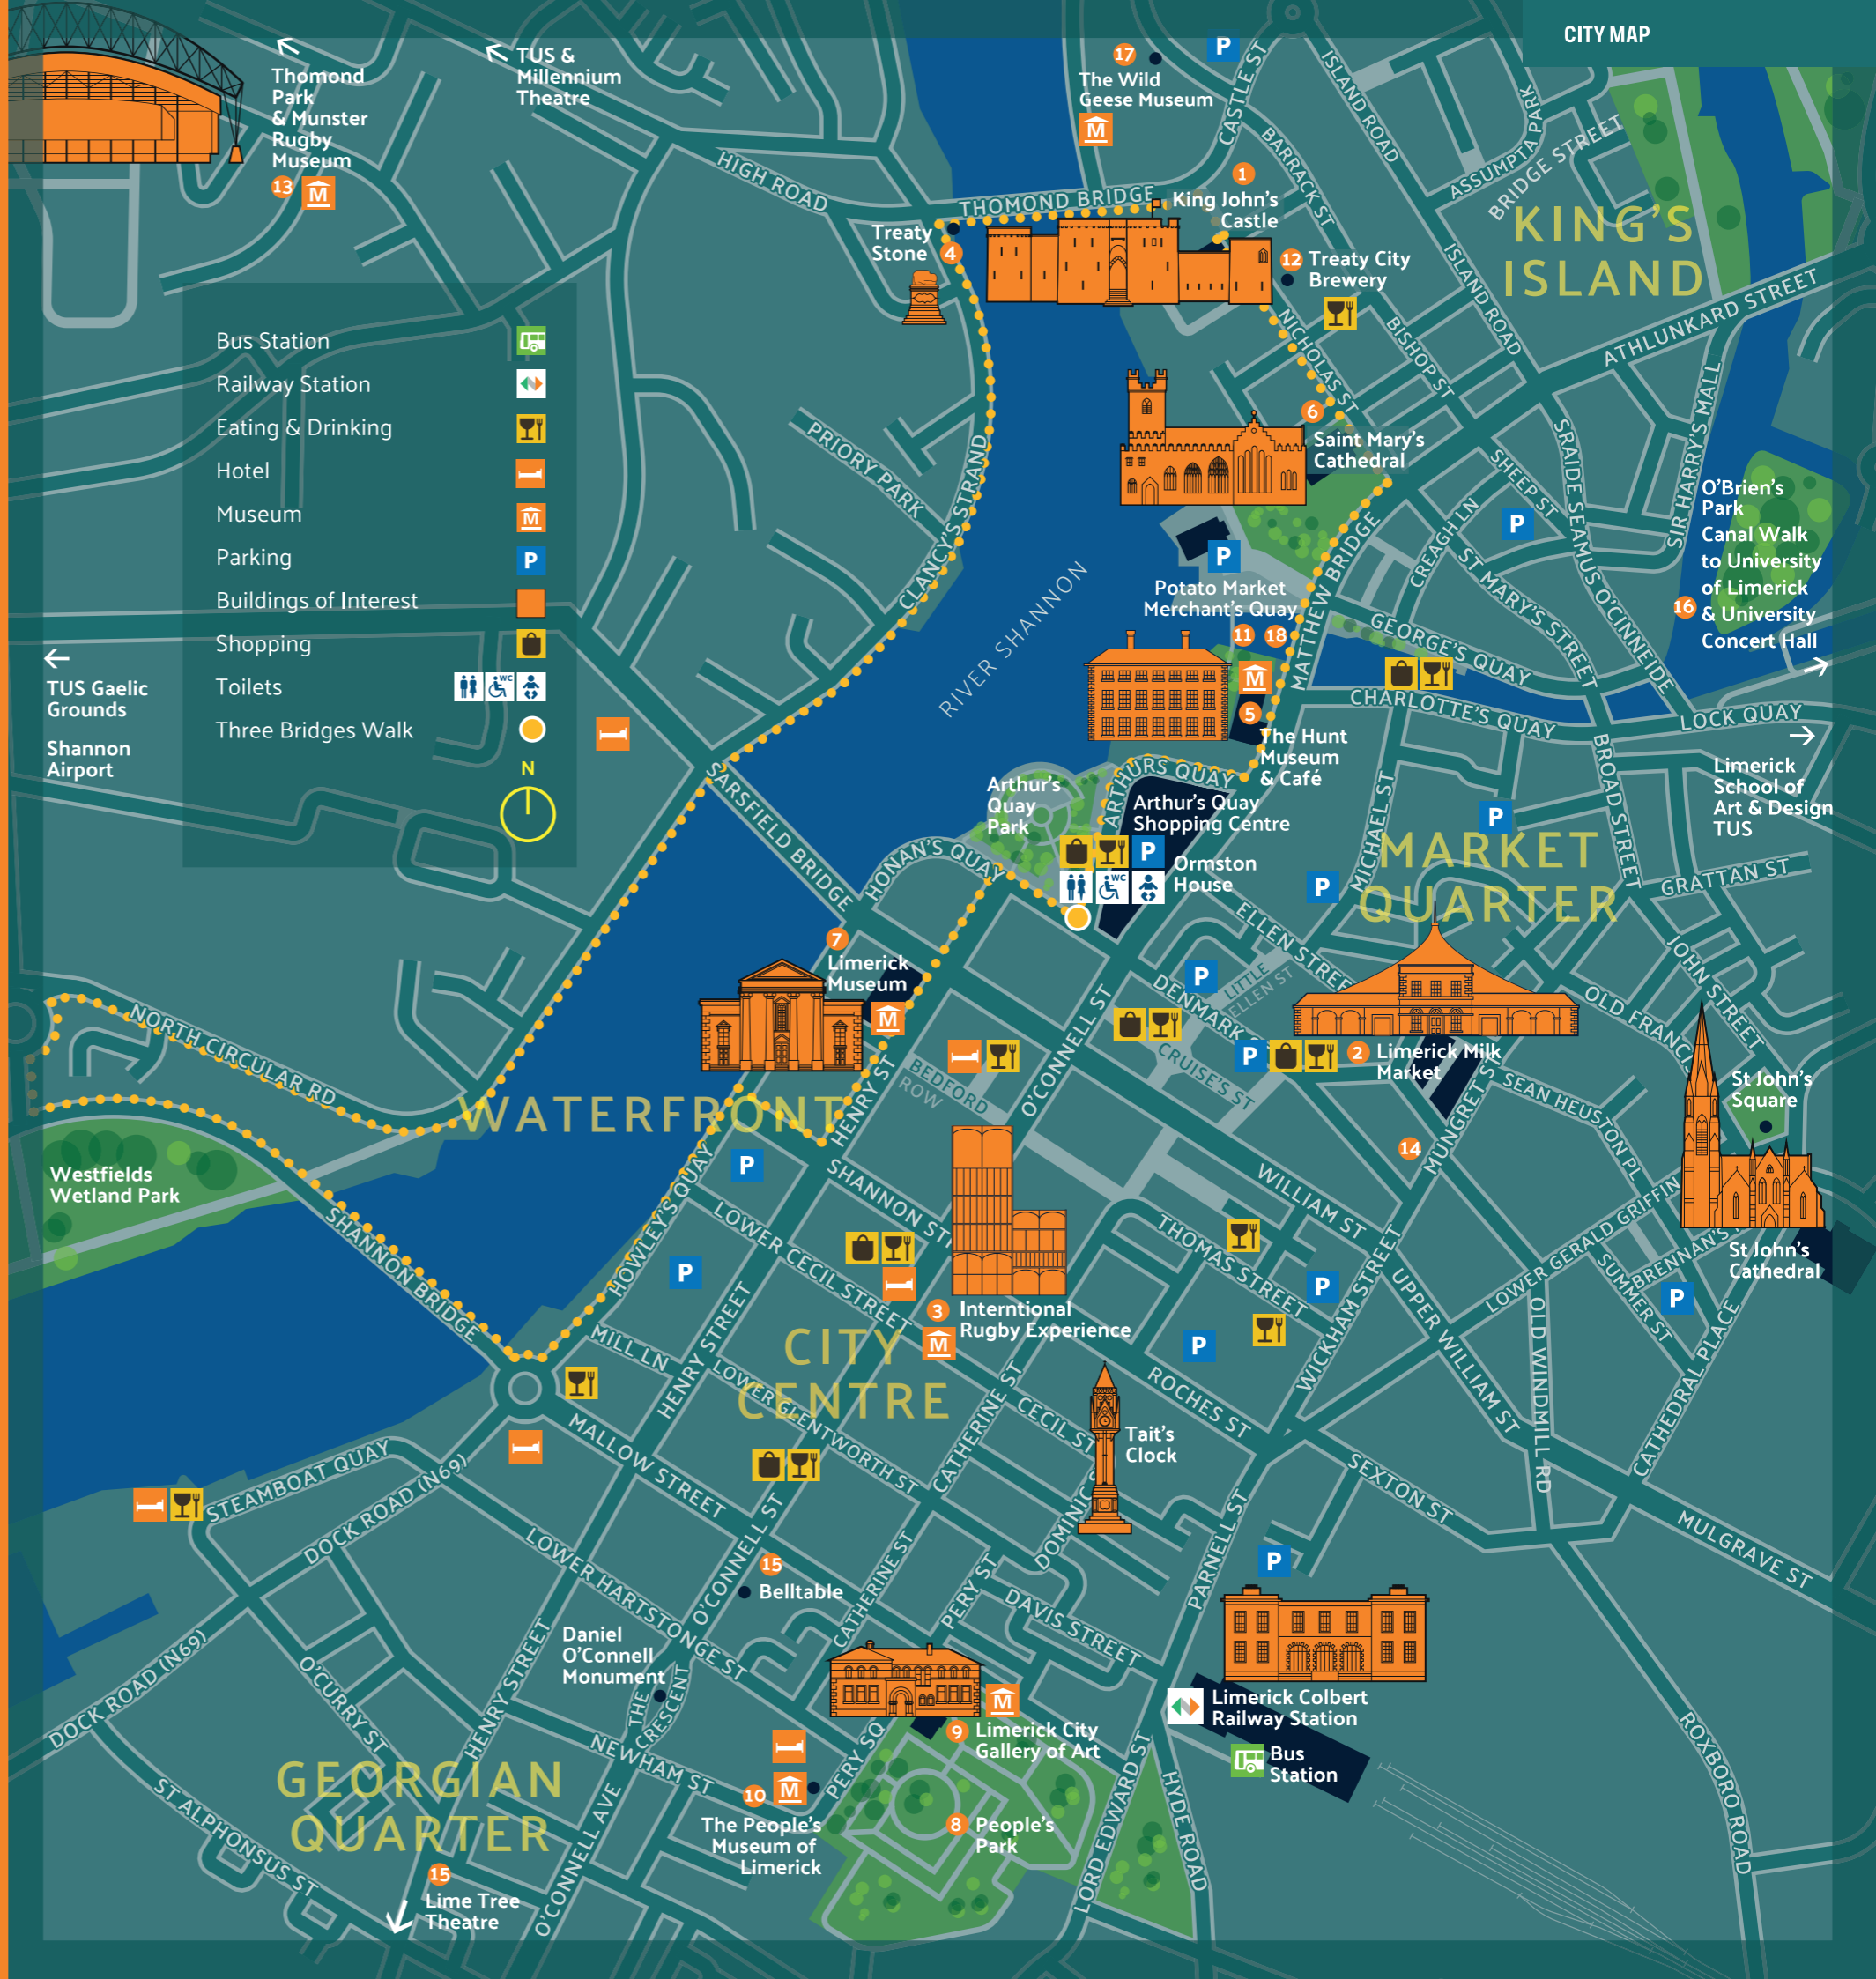 CITY MAP
Thomond
Park
& Munster
Rugby
Museum
13
TUS &
Millennium
Theatre
17
The Wild
Geese Museum
P
CASTLE ST
ISLAND ROAD
ASSUMPTA PARK
BRIDGE STREET
BARRACK ST
HIGH ROAD
THOMOND BRIDGE
1
King John's
Castle
KING'S
ISLAND
Treaty
Stone
4
12
Treaty City
Brewery
ISLAND ROAD
ATHLUNKARD STREET
NICHOLAS ST
BISHOP ST
Bus Station
Railway Station
Eating & Drinking
Hotel
Museum
Parking
P
Buildings of Interest
Shopping
Toilets
WC
Three Bridges Walk
N
6
Saint Mary's
Cathedral
PRIORY PARK
CLANCY'S STRAND
SRAIDE SEAMUS O'CINNEIDE
SHEEP ST
SIR HARRY'S MALL
CREAGH LN
P
O'Brien's
Park
Canal Walk
to University
of Limerick
& University
Concert Hall
16
P
Potato Market
Merchant's Quay
11
18
MATTHEW BRIDGE
ST MARY'S STREET
GEORGE'S QUAY
RIVER SHANNON
CHARLOTTE'S QUAY
LOCK QUAY
TUS Gaelic
Grounds
Shannon
Airport
5
The Hunt
Museum
& Café
BROAD STREET
Limerick
School of
Art & Design
TUS
SARSFIELD BRIDGE
Arthur's
Quay
Park
ARTHURS QUAY
Arthur's Quay
Shopping Centre
P
WC
Ormston
House
MICHAEL ST
P
MARKET
QUARTER
P
GRATTAN ST
HONAN'S QUAY
ELLEN STREET
JOHN STREET
7
Limerick
Museum
P
LITTLE
ELLEN ST
DENMARK S
OLD FRANCI
NORTH CIRCULAR RD
O'CONNELL ST
CRUISE'S ST
P
2
Limerick Milk
Market
St John's
Square
BEDFORD
ROW
HENRY ST
WATERFRONT
SEAN HEUSTON PL
MUNGRET S
14
Westfields
Wetland Park
P
SHANNON ST
HOWLEY'S QUAY
WILLIAM ST
LOWER GERALD GRIFFIN
SHANNON BRIDGE
LOWER CECIL STREET
THOMAS STREET
BRENNAN'S
SUMMER ST
St John's
Cathedral
P
P
P
UPPER WILLIAM ST
WICKHAM STREET
OLD WINDMILL RD
CATHEDRAL PLACE
3
Interntional
Rugby Experience
CITY
CENTRE
MILL LN
HENRY STREET
P
LOWER GLENTWORTH ST
CATHERINE ST
CECIL ST
ROCHES ST
Tait's
Clock
MALLOW STREET
STEAMBOAT QUAY
DOCK ROAD (N69)
SEXTON ST
MULGRAVE ST
LOWER HARTSTONGE ST
O'CONNELL ST
DOMINIC S
PARNELL ST
P
15
Belltable
CATHERINE ST
PERY ST
DAVIS STREET
DOCK ROAD (N69)
Daniel
O'Connell
Monument
THE
CRESCENT
O'CURRY ST
HENRY STREET
Limerick Colbert
Railway Station
Bus
Station
ROXBORO ROAD
9
Limerick City
Gallery of Art
NEWHAM ST
PERY SQ
GEORGIAN
QUARTER
ST ALPHONSUS ST
10
The People's
Museum of
Limerick
8
People's
Park
LORD EDWARD ST
HYDE ROAD
15
Lime Tree
Theatre
O'CONNELL AVE